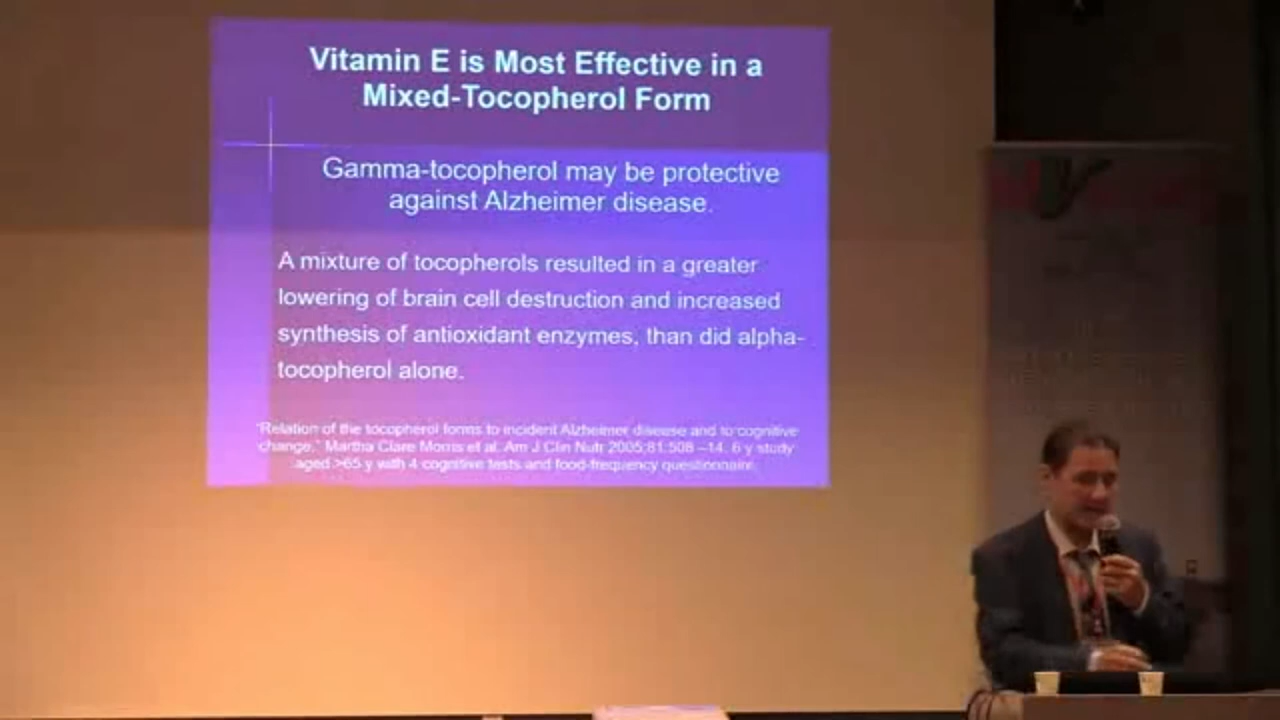 Vitamin E is Most Effective in a
Mixed-Tocopherol Form
Gamma-tocopherol may be protective
against Alzheimer disease.
A mixture of tocopherols resulted in a greater
lowering of brain cell destruction and increased
synthesis of antioxidant enzymes, than did alpha-
tocopherol alone.
"Relation of the tocopherol forms to incident Alzheimer disease and to cognitive
change." Martha Clare Morris et al. Am J Clin Nutr 2005;81:508–14. 6 y study
aged >65 y with 4 cognitive tests and food-frequency questionnaire.